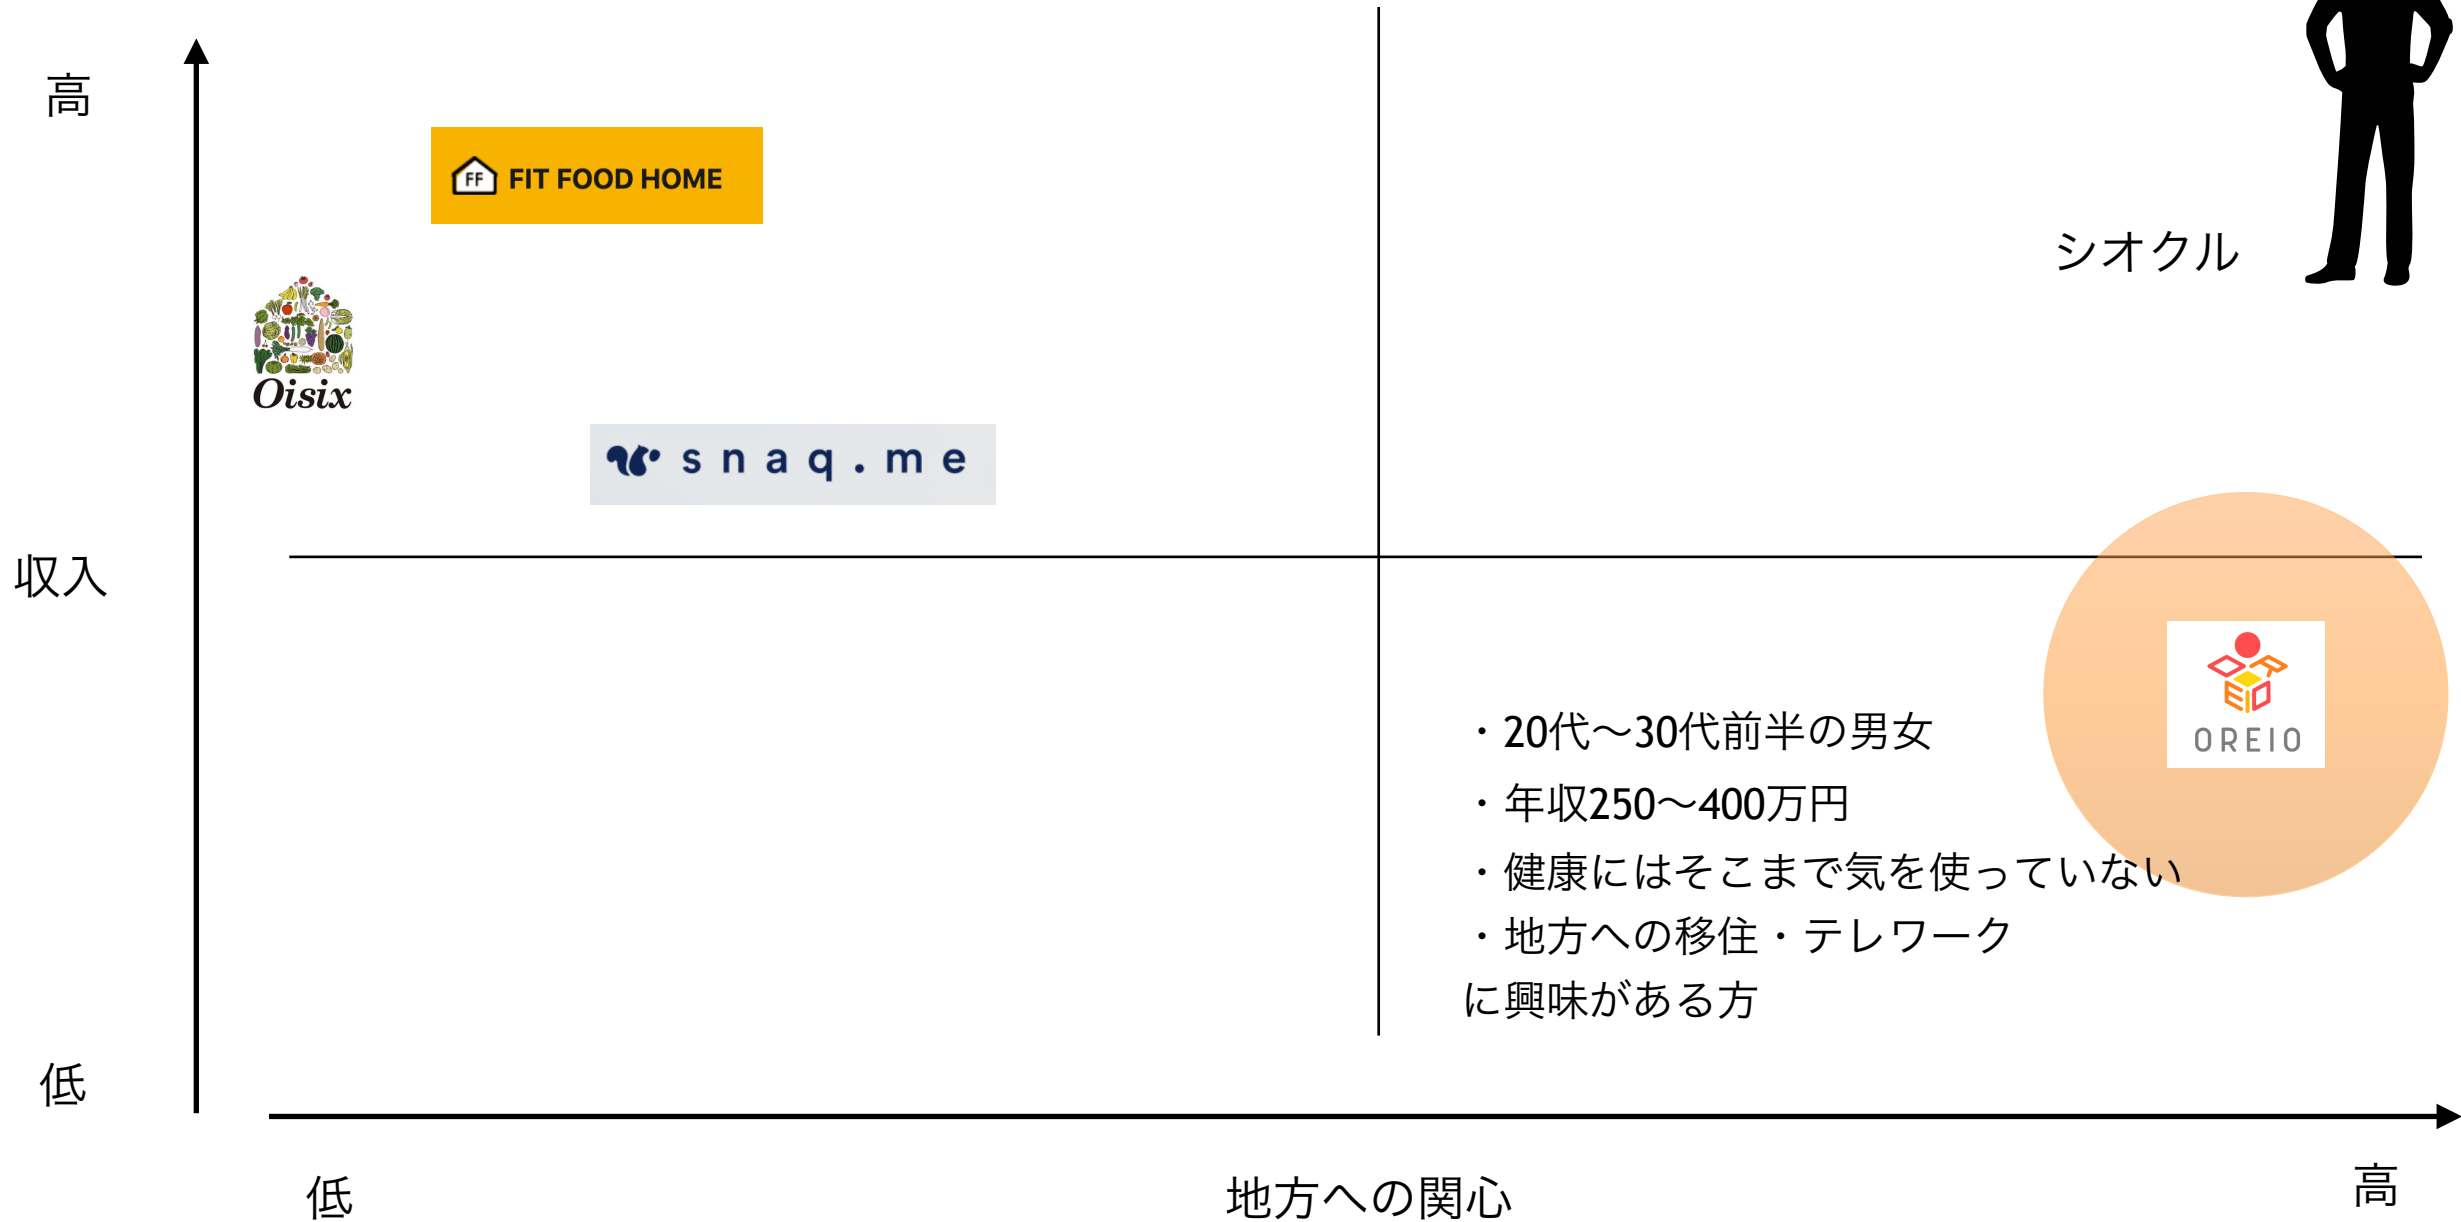 高
FF FIT FOOD HOME
シオクル
Oisix
snaq.me
収入
OREIO
・20代〜30代前半の男女
・年収250〜400万円
・健康にはそこまで気を使っていない
・地方への移住・テレワーク
に興味がある方
低
低
地方への関心
高